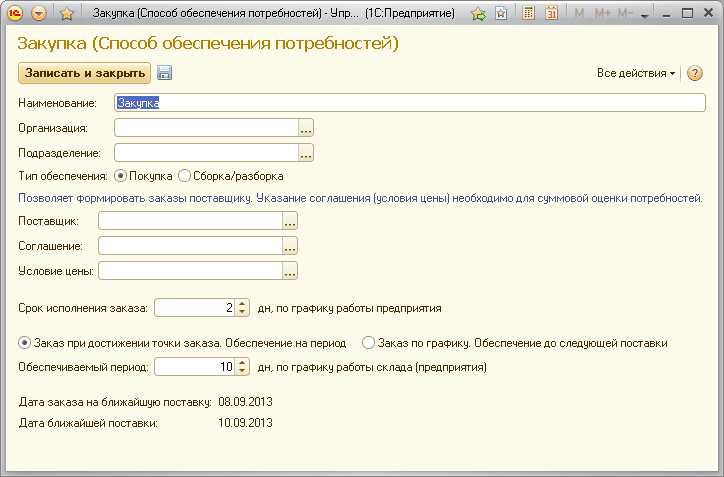 1С Закупка (Способ обеспечения потребностей) - Упр... (1С:Предприятие) 31 M M+ M-
Закупка (Способ обеспечения потребностей)
Записать и закрыть Все действия ?
Наименование: Закупка
Организация: ...
Подразделение: ...
Тип обеспечения: Покупка Сборка/разборка
Позволяет формировать заказы поставщику. Указание соглашения (условия цены) необходимо для суммовой оценки потребностей.
Поставщик: ...
Соглашение: ...
Условие цены: ...
Срок исполнения заказа: 2 дн, по графику работы предприятия
Заказ при достижении точки заказа. Обеспечение на период Заказ по графику. Обеспечение до следующей поставки
Обеспечиваемый период: 10 дн, по графику работы склада (предприятия)
Дата заказа на ближайшую поставку: 08.09.2013
Дата ближайшей поставки: 10.09.2013